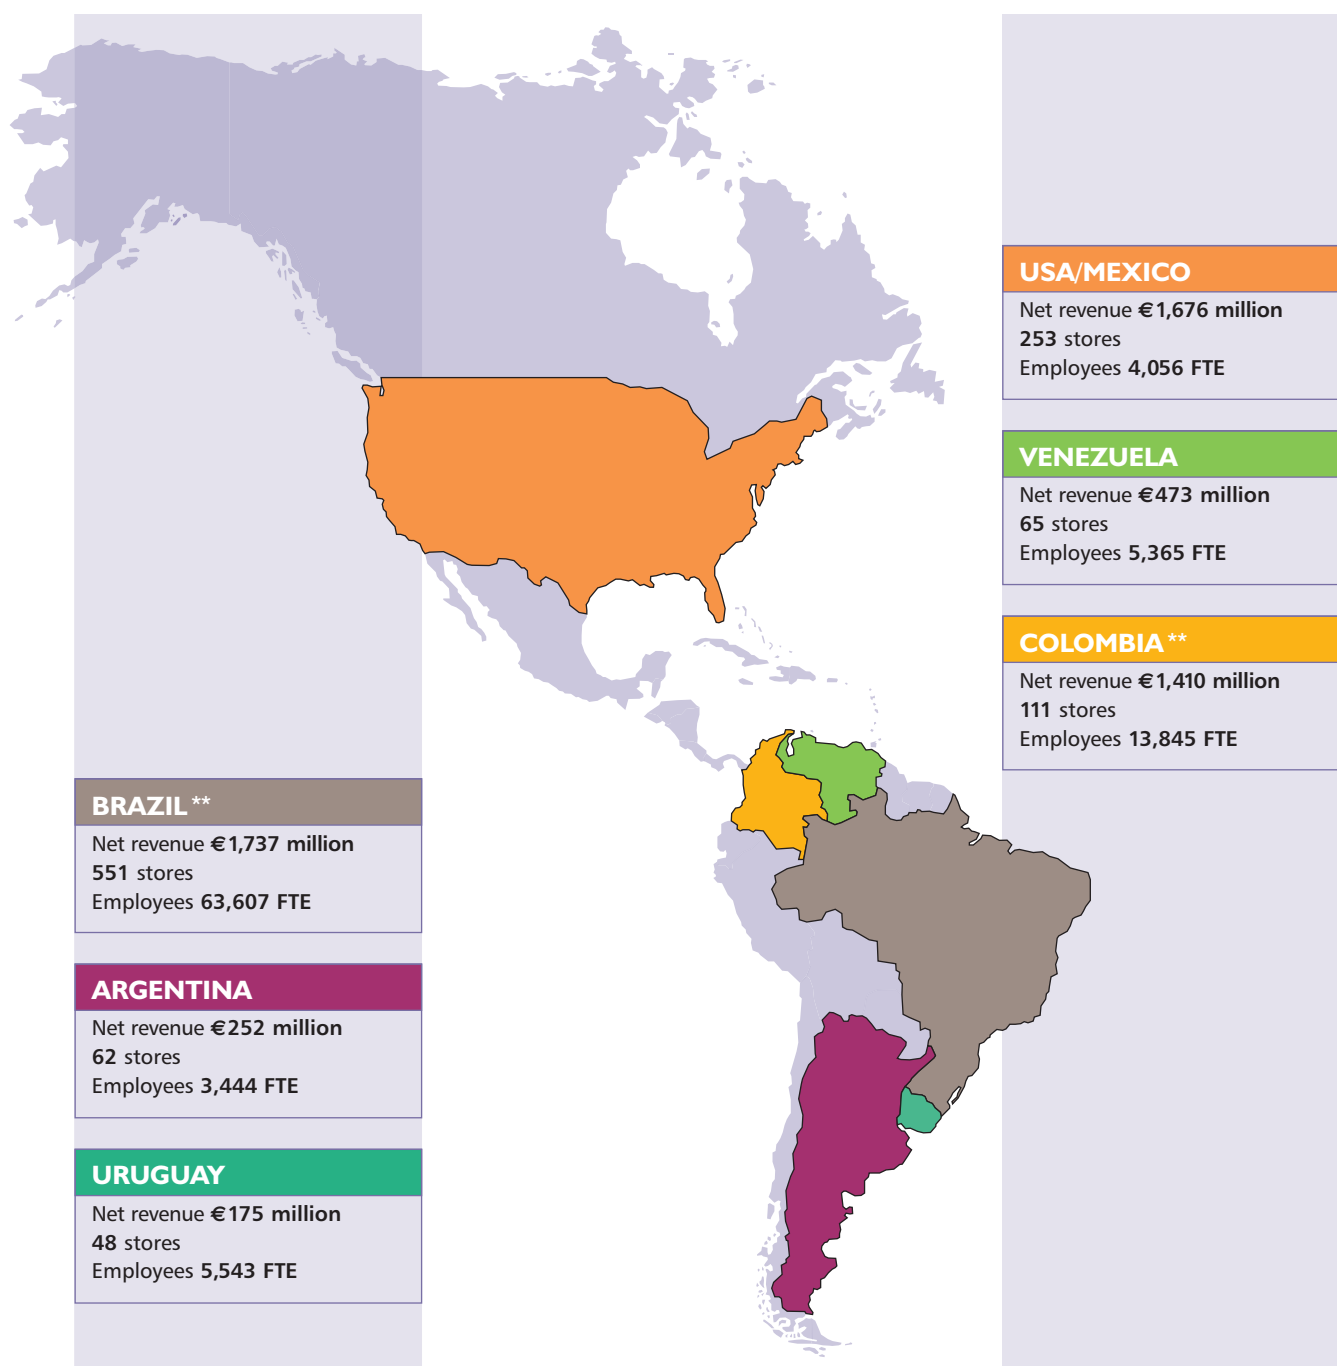 USA/MEXICO
Net revenue €1,676 million
253 stores
Employees 4,056 FTE
VENEZUELA
Net revenue €473 million
65 stores
Employees 5,365 FTE
COLOMBIA**
Net revenue €1,410 million
111 stores
Employees 13,845 FTE
BRAZIL**
Net revenue €1,737 million
551 stores
Employees 63,607 FTE
ARGENTINA
Net revenue €252 million
62 stores
Employees 3,444 FTE
URUGUAY
Net revenue €175 million
48 stores
Employees 5,543 FTE